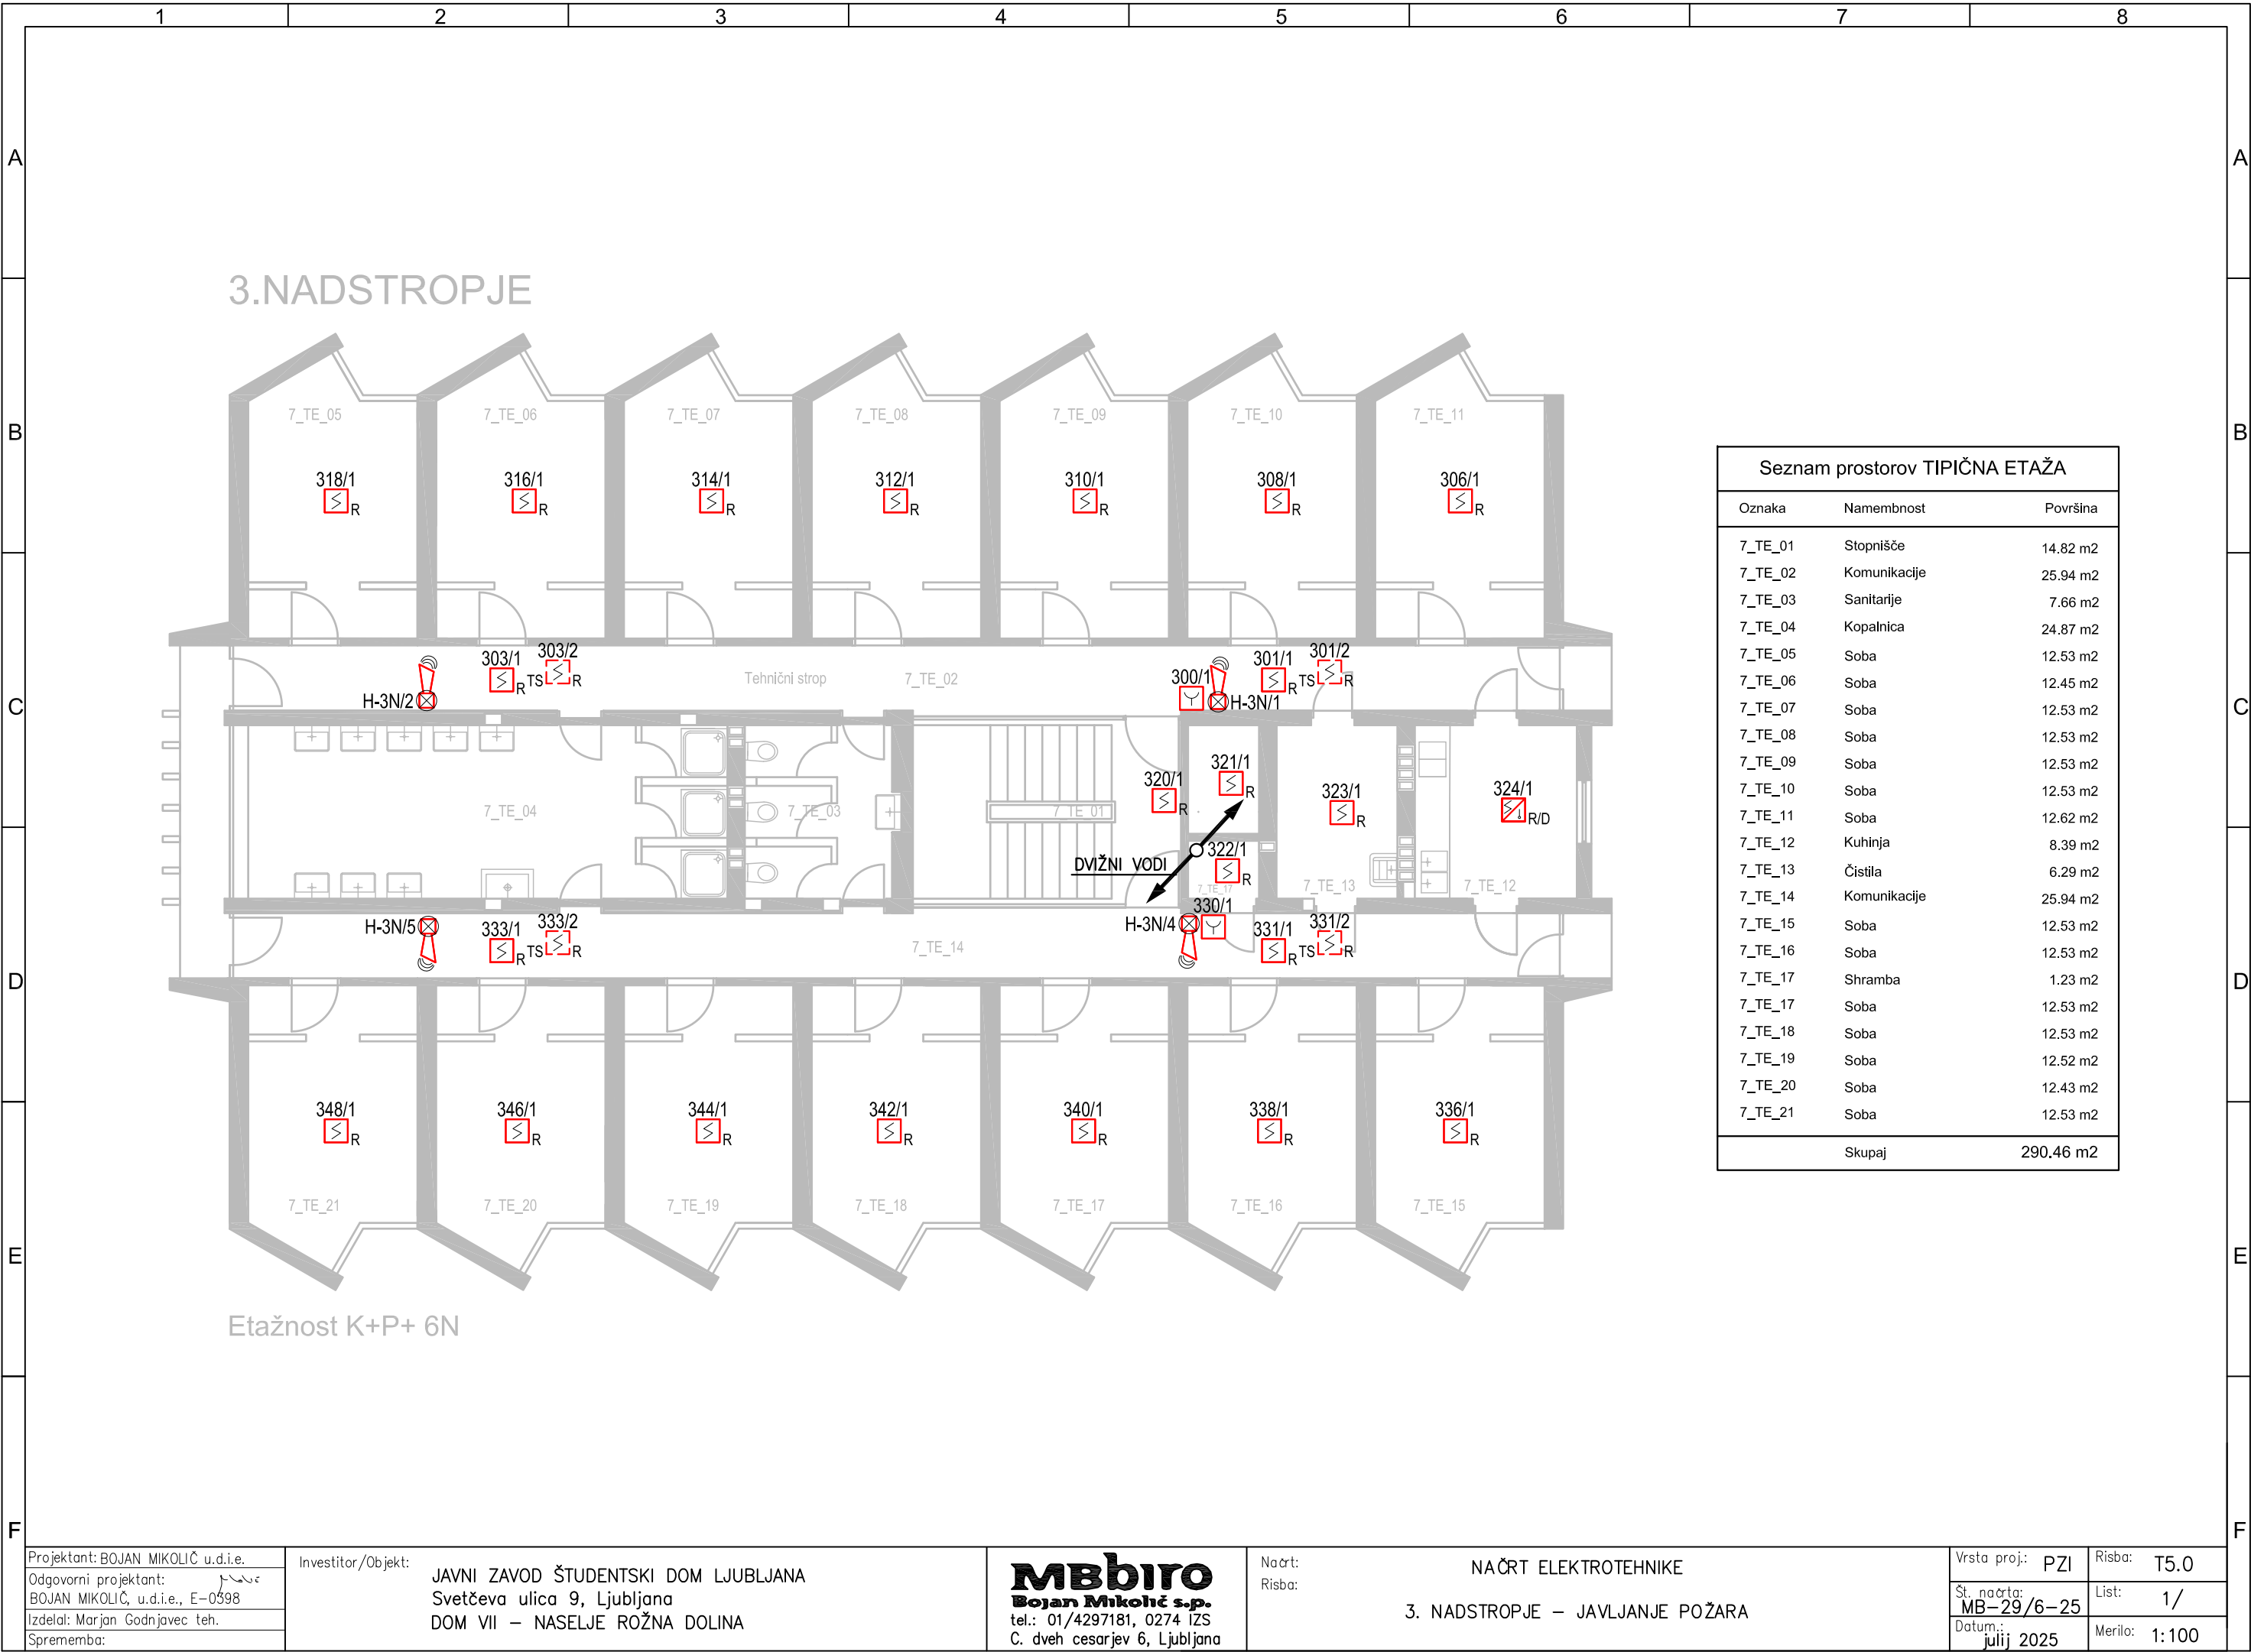 1 2 3 4 5 6 7 8
A A
3.NADSTROPJE
B B
7_TE_05 7_TE_06 7_TE_07 7_TE_08 7_TE_09 7_TE_10 7_TE_11
318/1 316/1 314/1 312/1 310/1 308/1 306/1
R R R R R R R
C C
303/1 303/2 301/1 301/2
R TS R R TS R
H-3N/2 Tehnični strop 7_TE_02 300/1 H-3N/1
7_TE_04 7_TE_03 7_TE_01
320/1 R 321/1 R 323/1 R 324/1 R/D
DVIŽNI VODI 322/1 R
7_TE_17 7_TE_13 7_TE_12
H-3N/5 333/1 333/2 H-3N/4 330/1 331/1 331/2
R TS R R TS R
7_TE_14
D D
348/1 346/1 344/1 342/1 340/1 338/1 336/1
R R R R R R R
7_TE_21 7_TE_20 7_TE_19 7_TE_18 7_TE_17 7_TE_16 7_TE_15
E E
Etažnost K+P+ 6N
F F
Seznam prostorov TIPIČNA ETAŽA
Oznaka Namembnost Površina
7_TE_01 Stopnišče 14.82 m2
7_TE_02 Komunikacije 25.94 m2
7_TE_03 Sanitarije 7.66 m2
7_TE_04 Kopalnica 24.87 m2
7_TE_05 Soba 12.53 m2
7_TE_06 Soba 12.45 m2
7_TE_07 Soba 12.53 m2
7_TE_08 Soba 12.53 m2
7_TE_09 Soba 12.53 m2
7_TE_10 Soba 12.53 m2
7_TE_11 Soba 12.62 m2
7_TE_12 Kuhinja 8.39 m2
7_TE_13 Čistila 6.29 m2
7_TE_14 Komunikacije 25.94 m2
7_TE_15 Soba 12.53 m2
7_TE_16 Soba 12.53 m2
7_TE_17 Shramba 1.23 m2
7_TE_17 Soba 12.53 m2
7_TE_18 Soba 12.53 m2
7_TE_19 Soba 12.52 m2
7_TE_20 Soba 12.43 m2
7_TE_21 Soba 12.53 m2
Skupaj 290.46 m2
Projektant: BOJAN MIKOLIČ u.d.i.e.
Odgovorni projektant:
BOJAN MIKOLIČ, u.d.i.e., E-0398
Izdelal: Marjan Godnjavec teh.
Sprememba:
Investitor/Objekt:
JAVNI ZAVOD ŠTUDENTSKI DOM LJUBLJANA
Svetčeva ulica 9, Ljubljana
DOM VII – NASELJE ROŽNA DOLINA
MBbiro
Bojan Mikolič s.p.
tel.: 01/4297181, 0274 IZS
C. dveh cesarjev 6, Ljubljana
Načrt: NAČRT ELEKTROTEHNIKE
Risba:
3. NADSTROPJE – JAVLJANJE POŽARA
Vrsta proj.: PZI
Risba: T5.0
Št. načrta:
MB-29/6-25
List: 1/
Datum.:
julij 2025
Merilo: 1:100